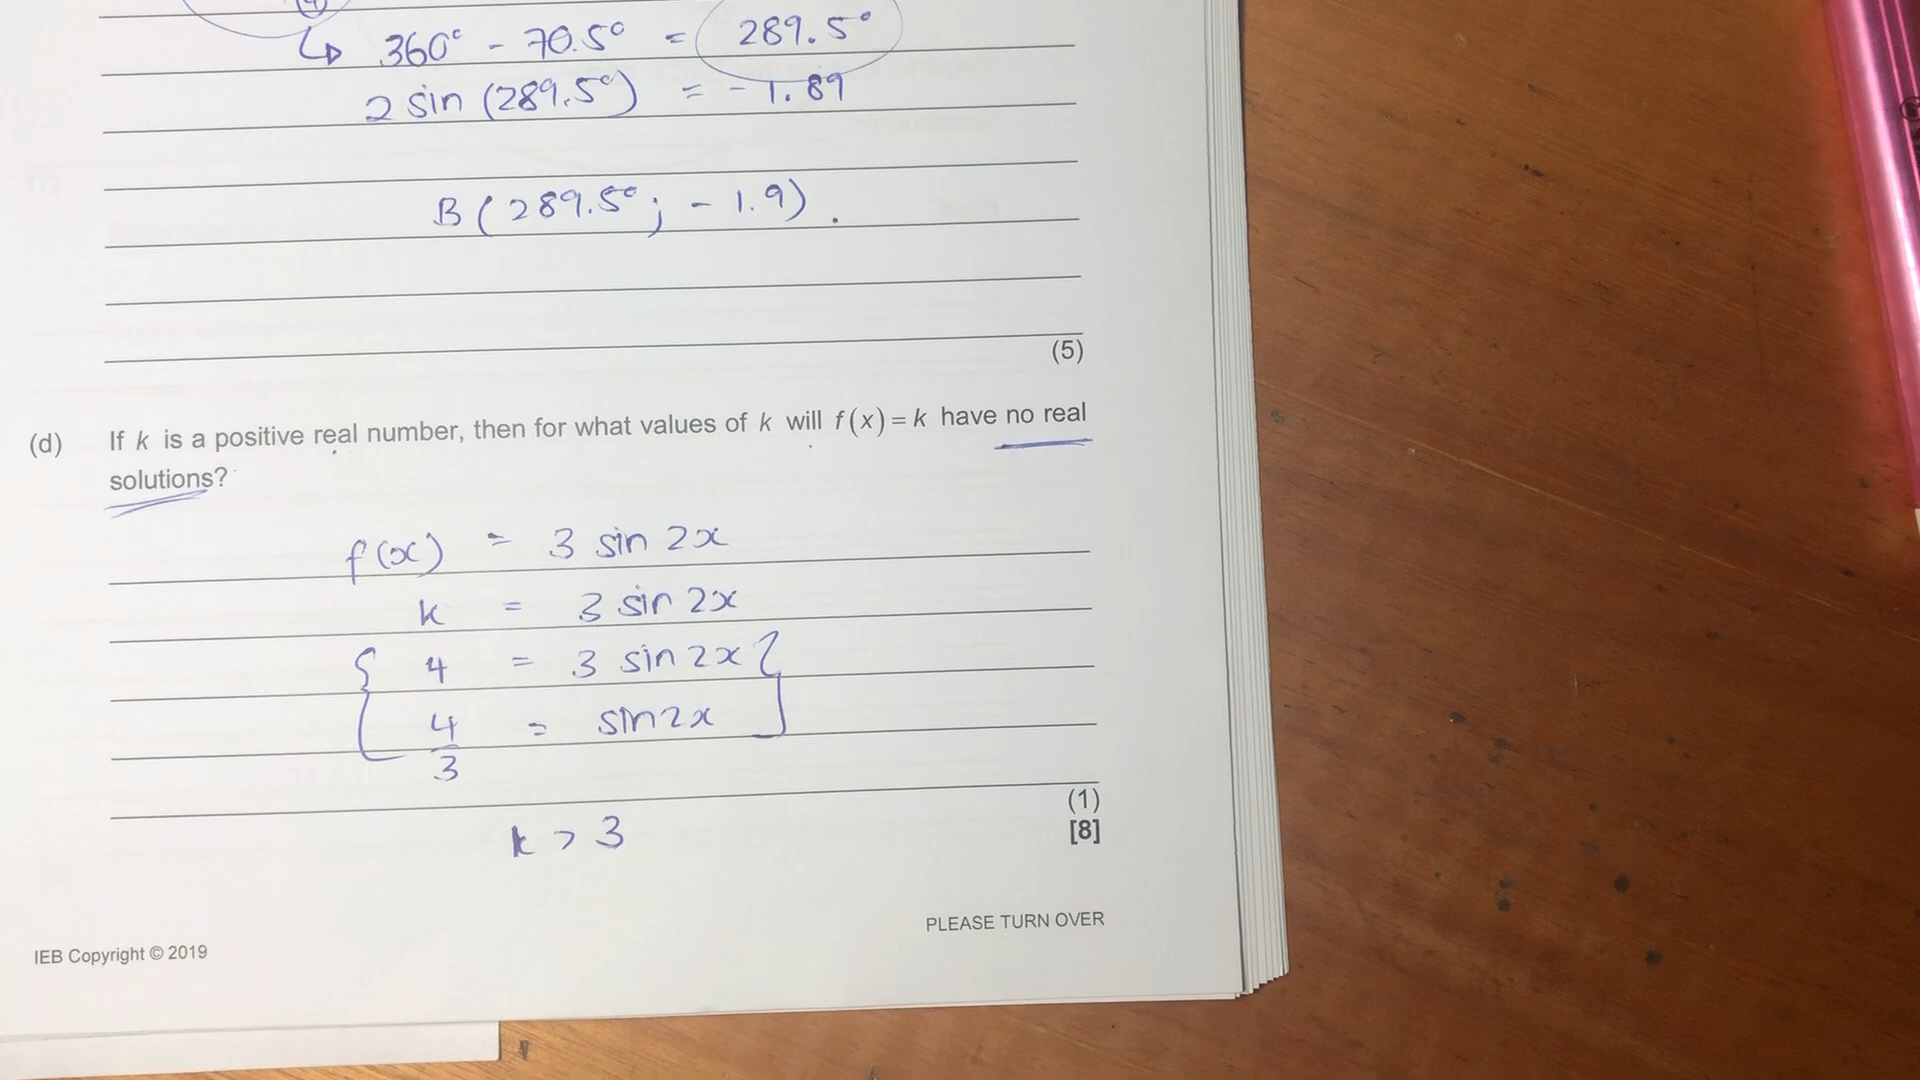 ↳ 360° - 70.5° = 289.5°
2 sin (289.5°) = -1.89
B (289.5° ; -1.9) .
(5)
(d) If k is a positive real number, then for what values of k will f(x) = k have no real
solutions?
f(x) = 3 sin 2x
k = 3 sin 2x
4 = 3 sin 2x
4/3 = sin 2x
(1)
k > 3
[8]
PLEASE TURN OVER
IEB Copyright © 2019